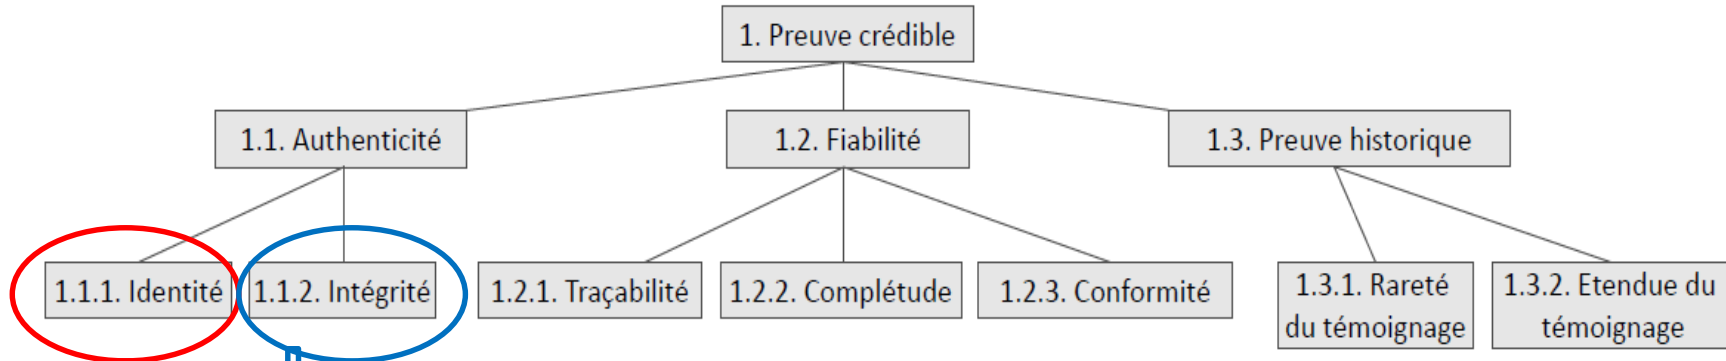 1. Preuve crédible
1.1. Authenticité
1.2. Fiabilité
1.3. Preuve historique
1.1.1. Identité
1.1.2. Intégrité
1.2.1. Traçabilité
1.2.2. Complétude
1.2.3. Conformité
1.3.1. Rareté
du témoignage
1.3.2. Etendue du
témoignage